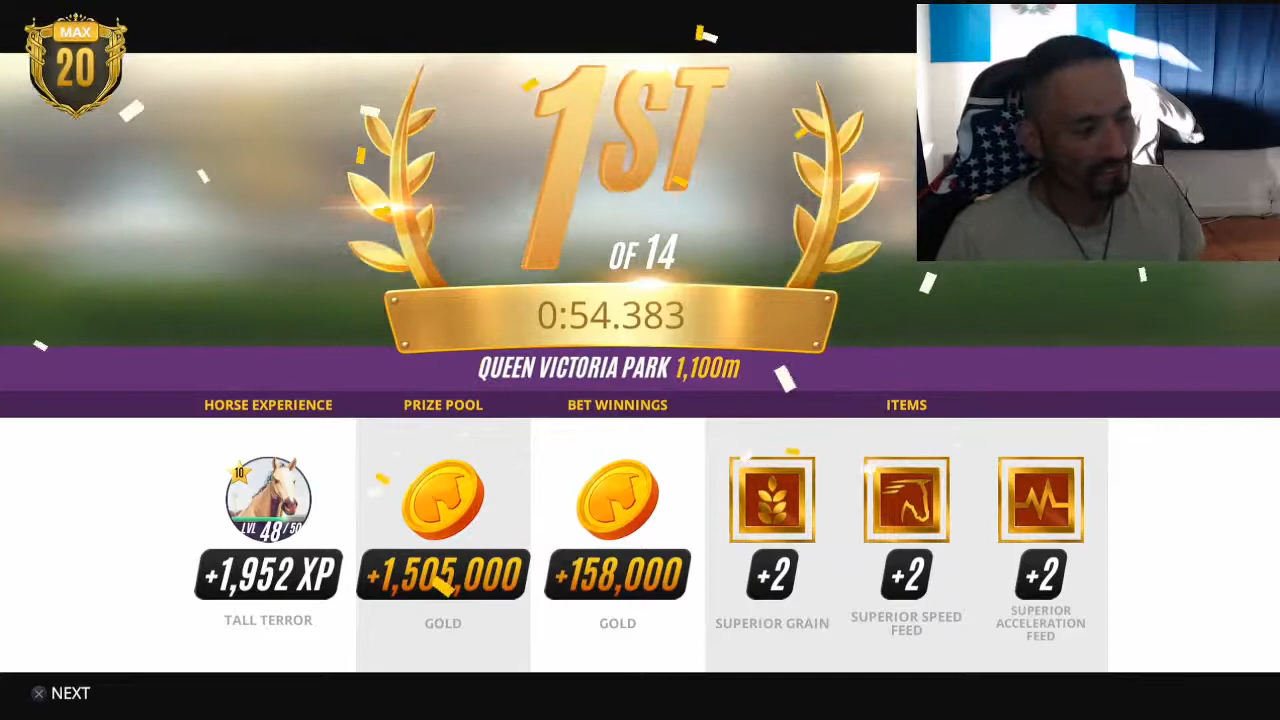 MAX
20
1ST
OF 14
0:54.383
QUEEN VICTORIA PARK 1,100m
HORSE EXPERIENCE PRIZE POOL BET WINNINGS ITEMS
10
LVL 48/50
+1,952 XP +1,505,000 +158,000 +2 +2 +2
TALL TERROR GOLD GOLD SUPERIOR GRAIN SUPERIOR SPEED FEED SUPERIOR ACCELERATION FEED
NEXT